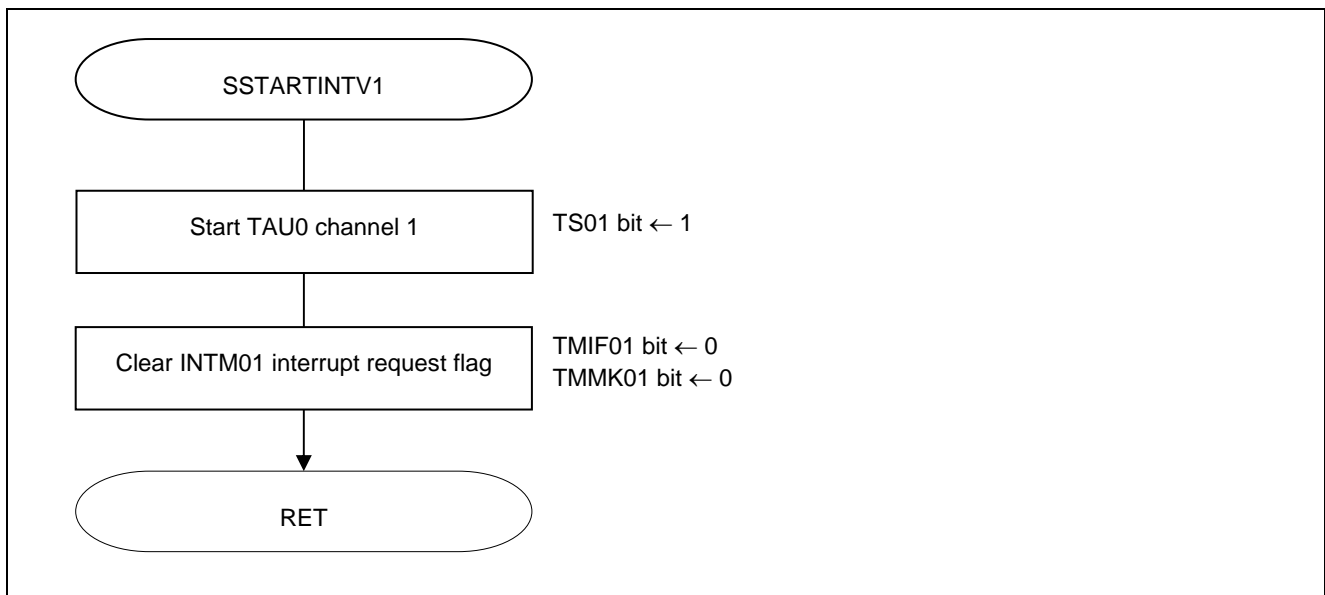 SSTARTINTV1
Start TAU0 channel 1
TS01 bit ← 1
Clear INTM01 interrupt request flag
TMIF01 bit ← 0
TMMK01 bit ← 0
RET